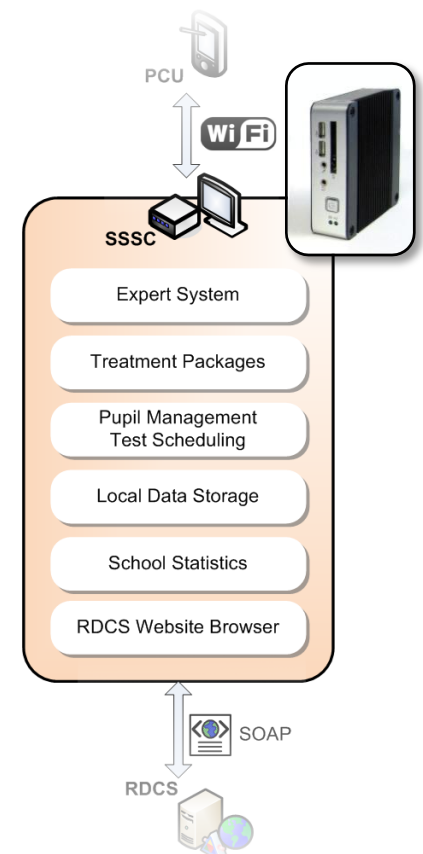 PCU
WiFi
SSSC
Expert System
Treatment Packages
Pupil Management
Test Scheduling
Local Data Storage
School Statistics
RDCS Website Browser
SOAP
RDCS